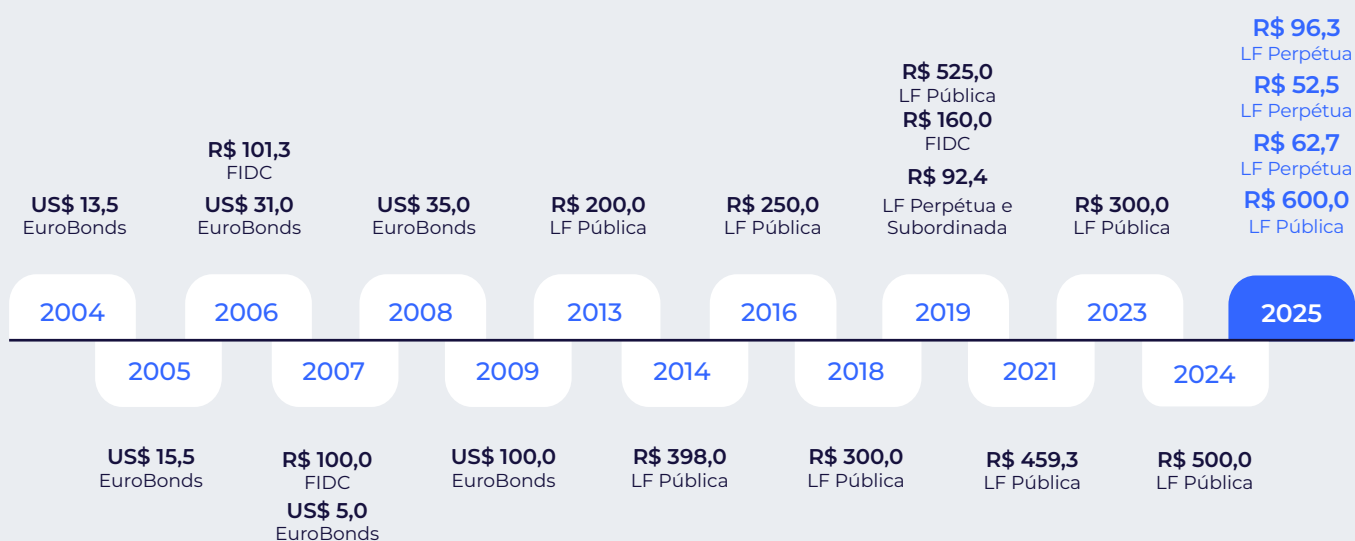 R$ 96,3
LF Perpétua
R$ 52,5
LF Perpétua
R$ 62,7
LF Perpétua
R$ 600,0
LF Pública
R$ 525,0
LF Pública
R$ 160,0
FIDC
R$ 92,4
LF Perpétua e
Subordinada
R$ 101,3
FIDC
US$ 13,5
EuroBonds
US$ 31,0
EuroBonds
US$ 35,0
EuroBonds
R$ 200,0
LF Pública
R$ 250,0
LF Pública
R$ 300,0
LF Pública
2004
2006
2008
2013
2016
2019
2023
2025
2005
2007
2009
2014
2018
2021
2024
US$ 15,5
EuroBonds
R$ 100,0
FIDC
US$ 5,0
EuroBonds
US$ 100,0
EuroBonds
R$ 398,0
LF Pública
R$ 300,0
LF Pública
R$ 459,3
LF Pública
R$ 500,0
LF Pública